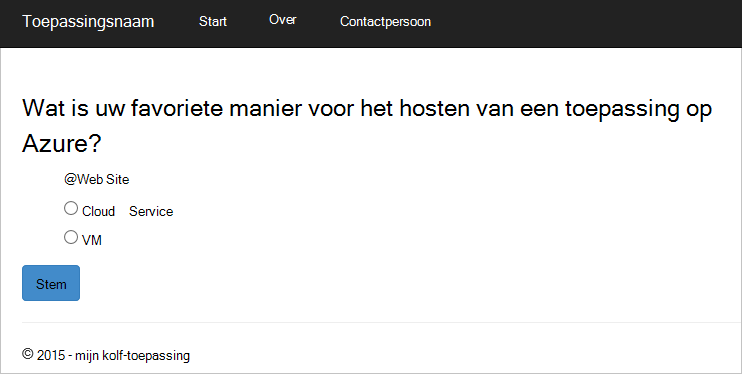 Toepassingsnaam Start Over Contactpersoon
Wat is uw favoriete manier voor het hosten van een toepassing op
Azure?
@Web Site
Cloud Service
VM
Stem
© 2015 - mijn kolf-toepassing